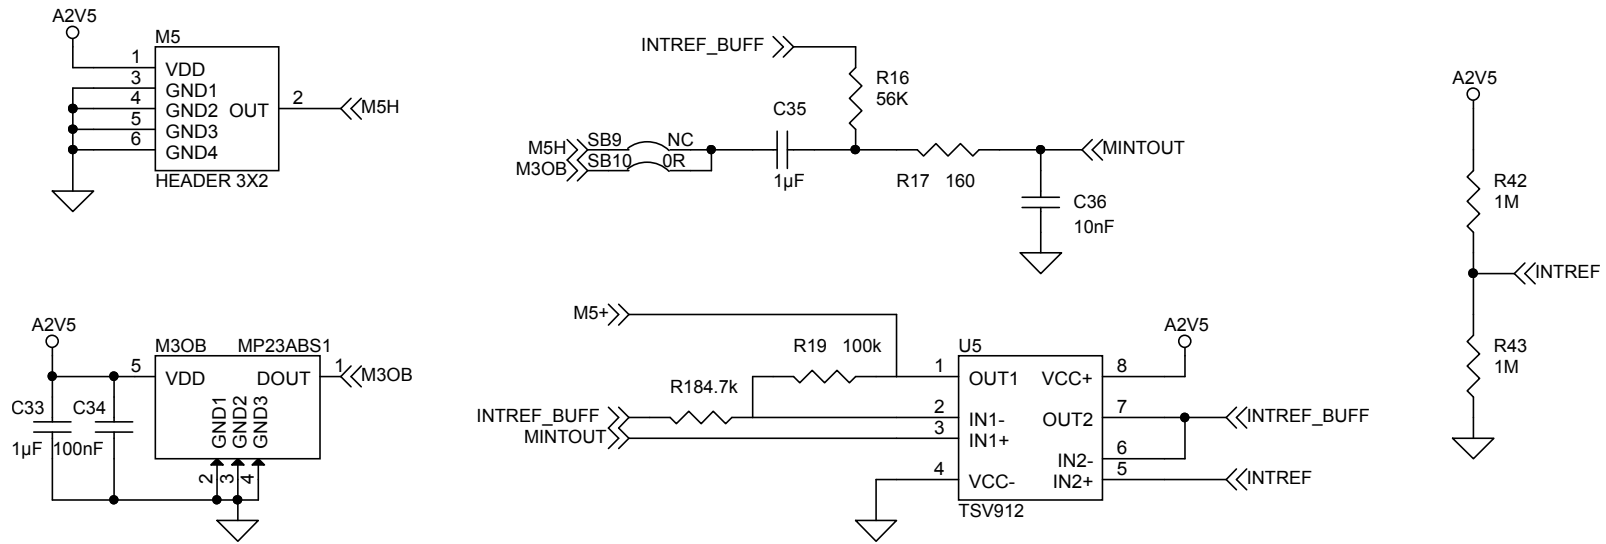 A2V5
M5
1
VDD
3
GND1
4
GND2
OUT
2
M5H
5
GND3
6
GND4
HEADER 3X2
INTREF_BUFF
R16
56K
C35
1µF
M5H
SB9
NC
M3OB
SB10
0R
R17
160
MINTOUT
C36
10nF
A2V5
R42
1M
INTREF
R43
1M
A2V5
M3OB
MP23ABS1
5
VDD
DOUT
1
M3OB
C33
1µF
C34
100nF
GND1
GND2
GND3
2
3
4
M5+
R19
100k
R184.7k
INTREF_BUFF
MINTOUT
U5
1
OUT1
2
IN1-
3
IN1+
4
VCC-
A2V5
VCC+
8
OUT2
7
INTREF_BUFF
IN2-
6
IN2+
5
INTREF
TSV912